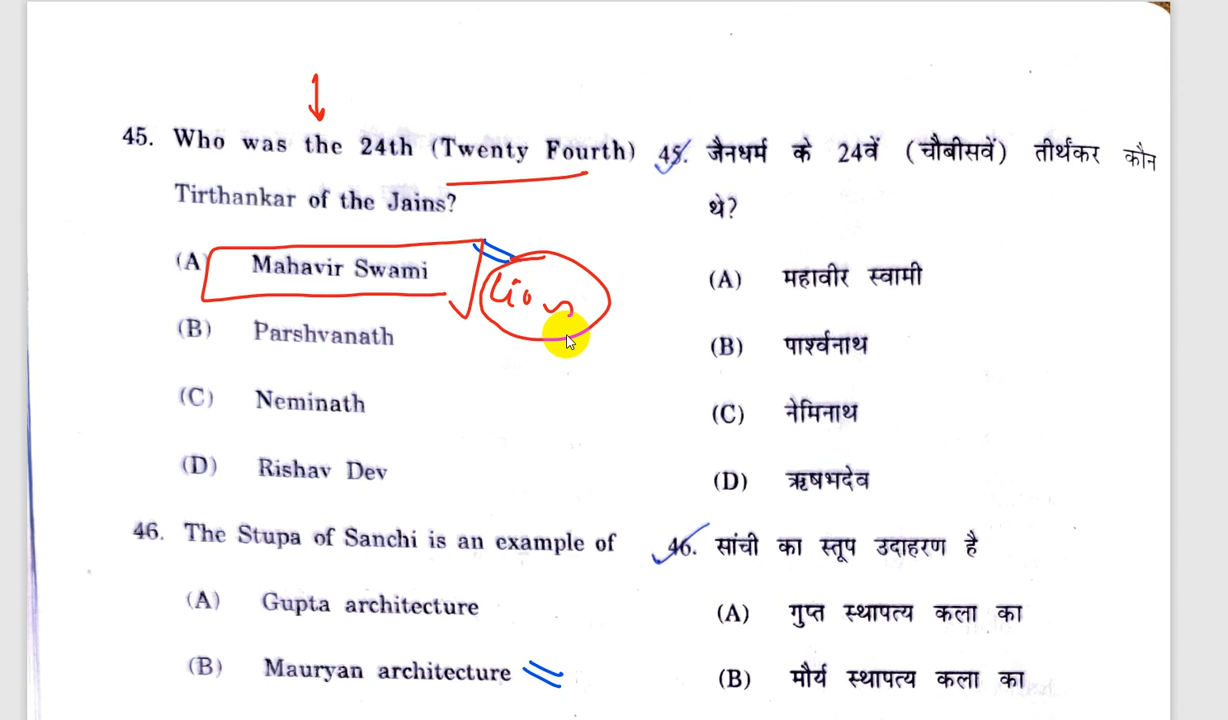 45. Who was the 24th (Twenty Fourth)
Tirthankar of the Jains?
(A) Mahavir Swami
Lion
(B) Parshvanath
(C) Neminath
(D) Rishav Dev
46. The Stupa of Sanchi is an example of
(A) Gupta architecture
(B) Mauryan architecture
45. जैनधर्म के 24वें (चौबीसवें) तीर्थंकर कौन
थे?
(A) महावीर स्वामी
(B) पार्श्वनाथ
(C) नेमिनाथ
(D) ऋषभदेव
46. सांची का स्तूप उदाहरण है
(A) गुप्त स्थापत्य कला का
(B) मौर्य स्थापत्य कला का